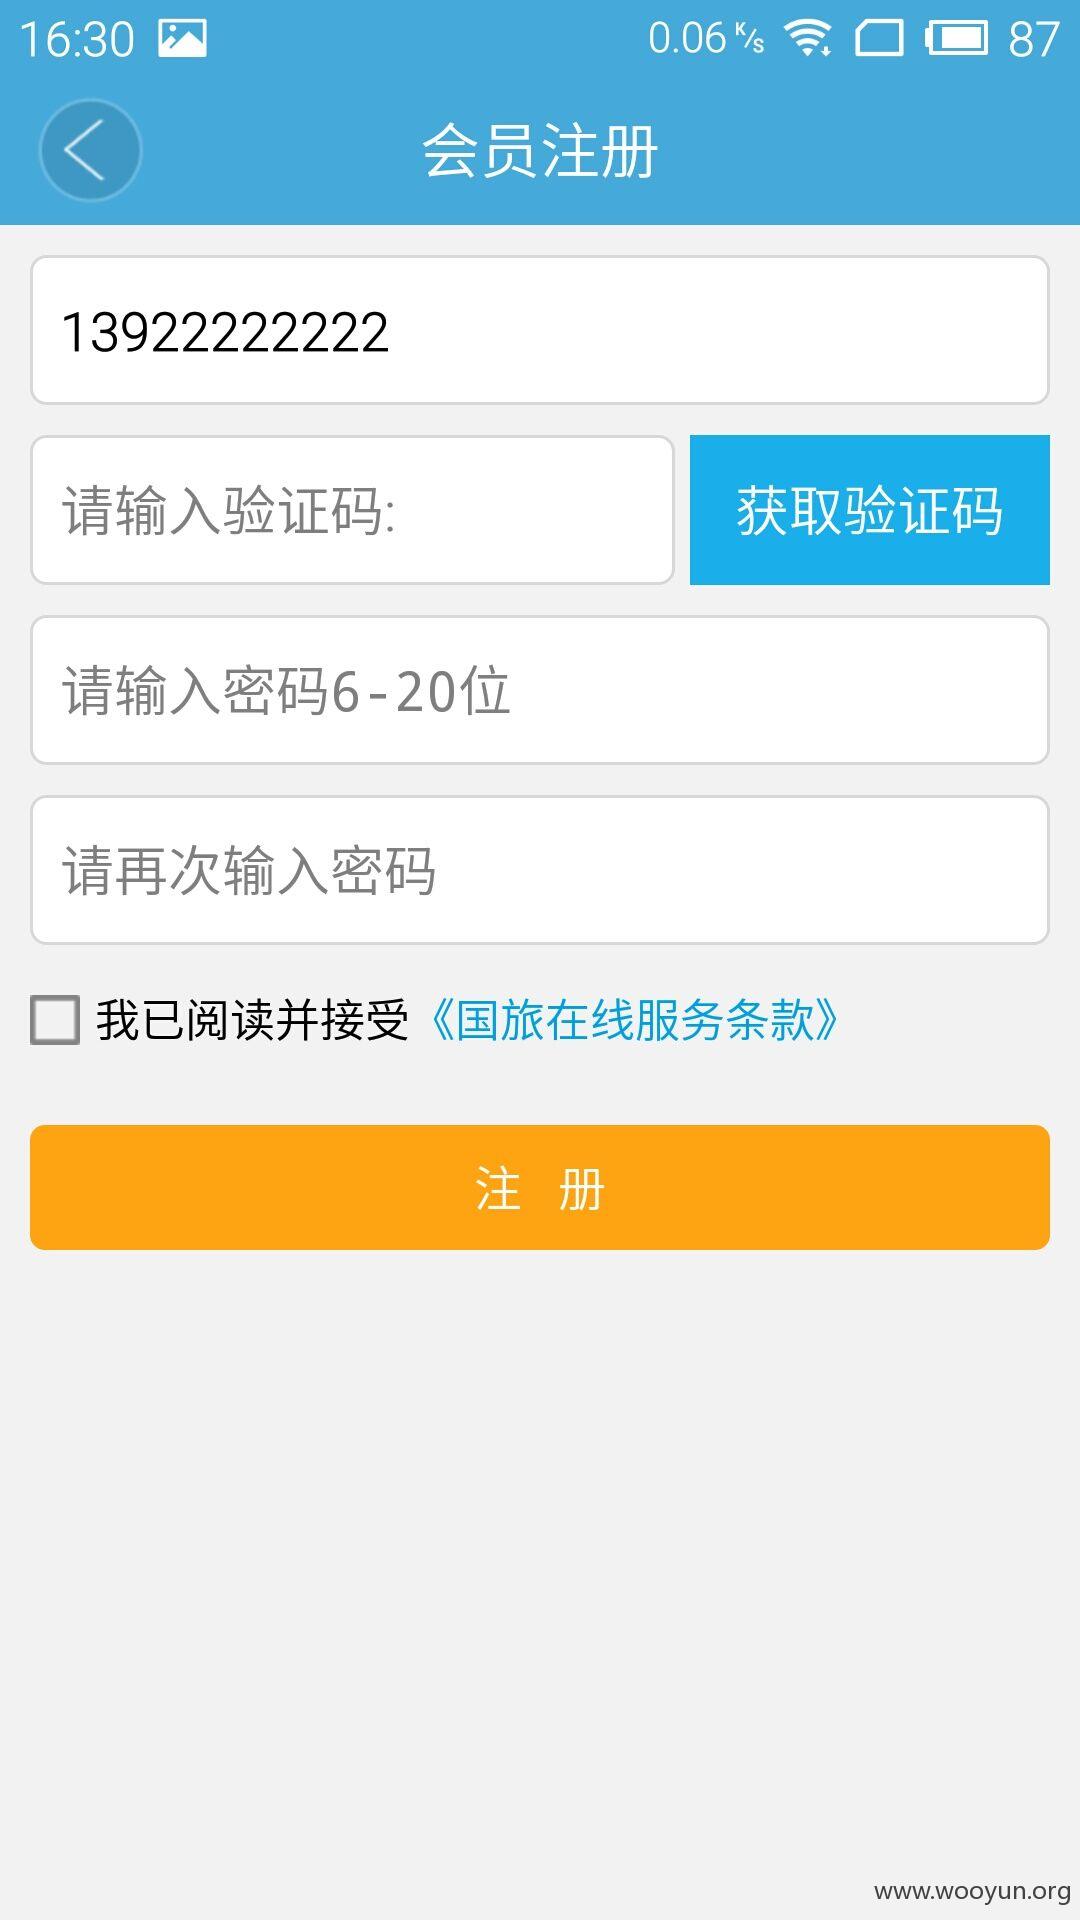 16:30 0.06 K/s 87
会员注册
13922222222
请输入验证码: 获取验证码
请输入密码6-20位
请再次输入密码
我已阅读并接受《国旅在线服务条款》
注 册
www.wooyun.org